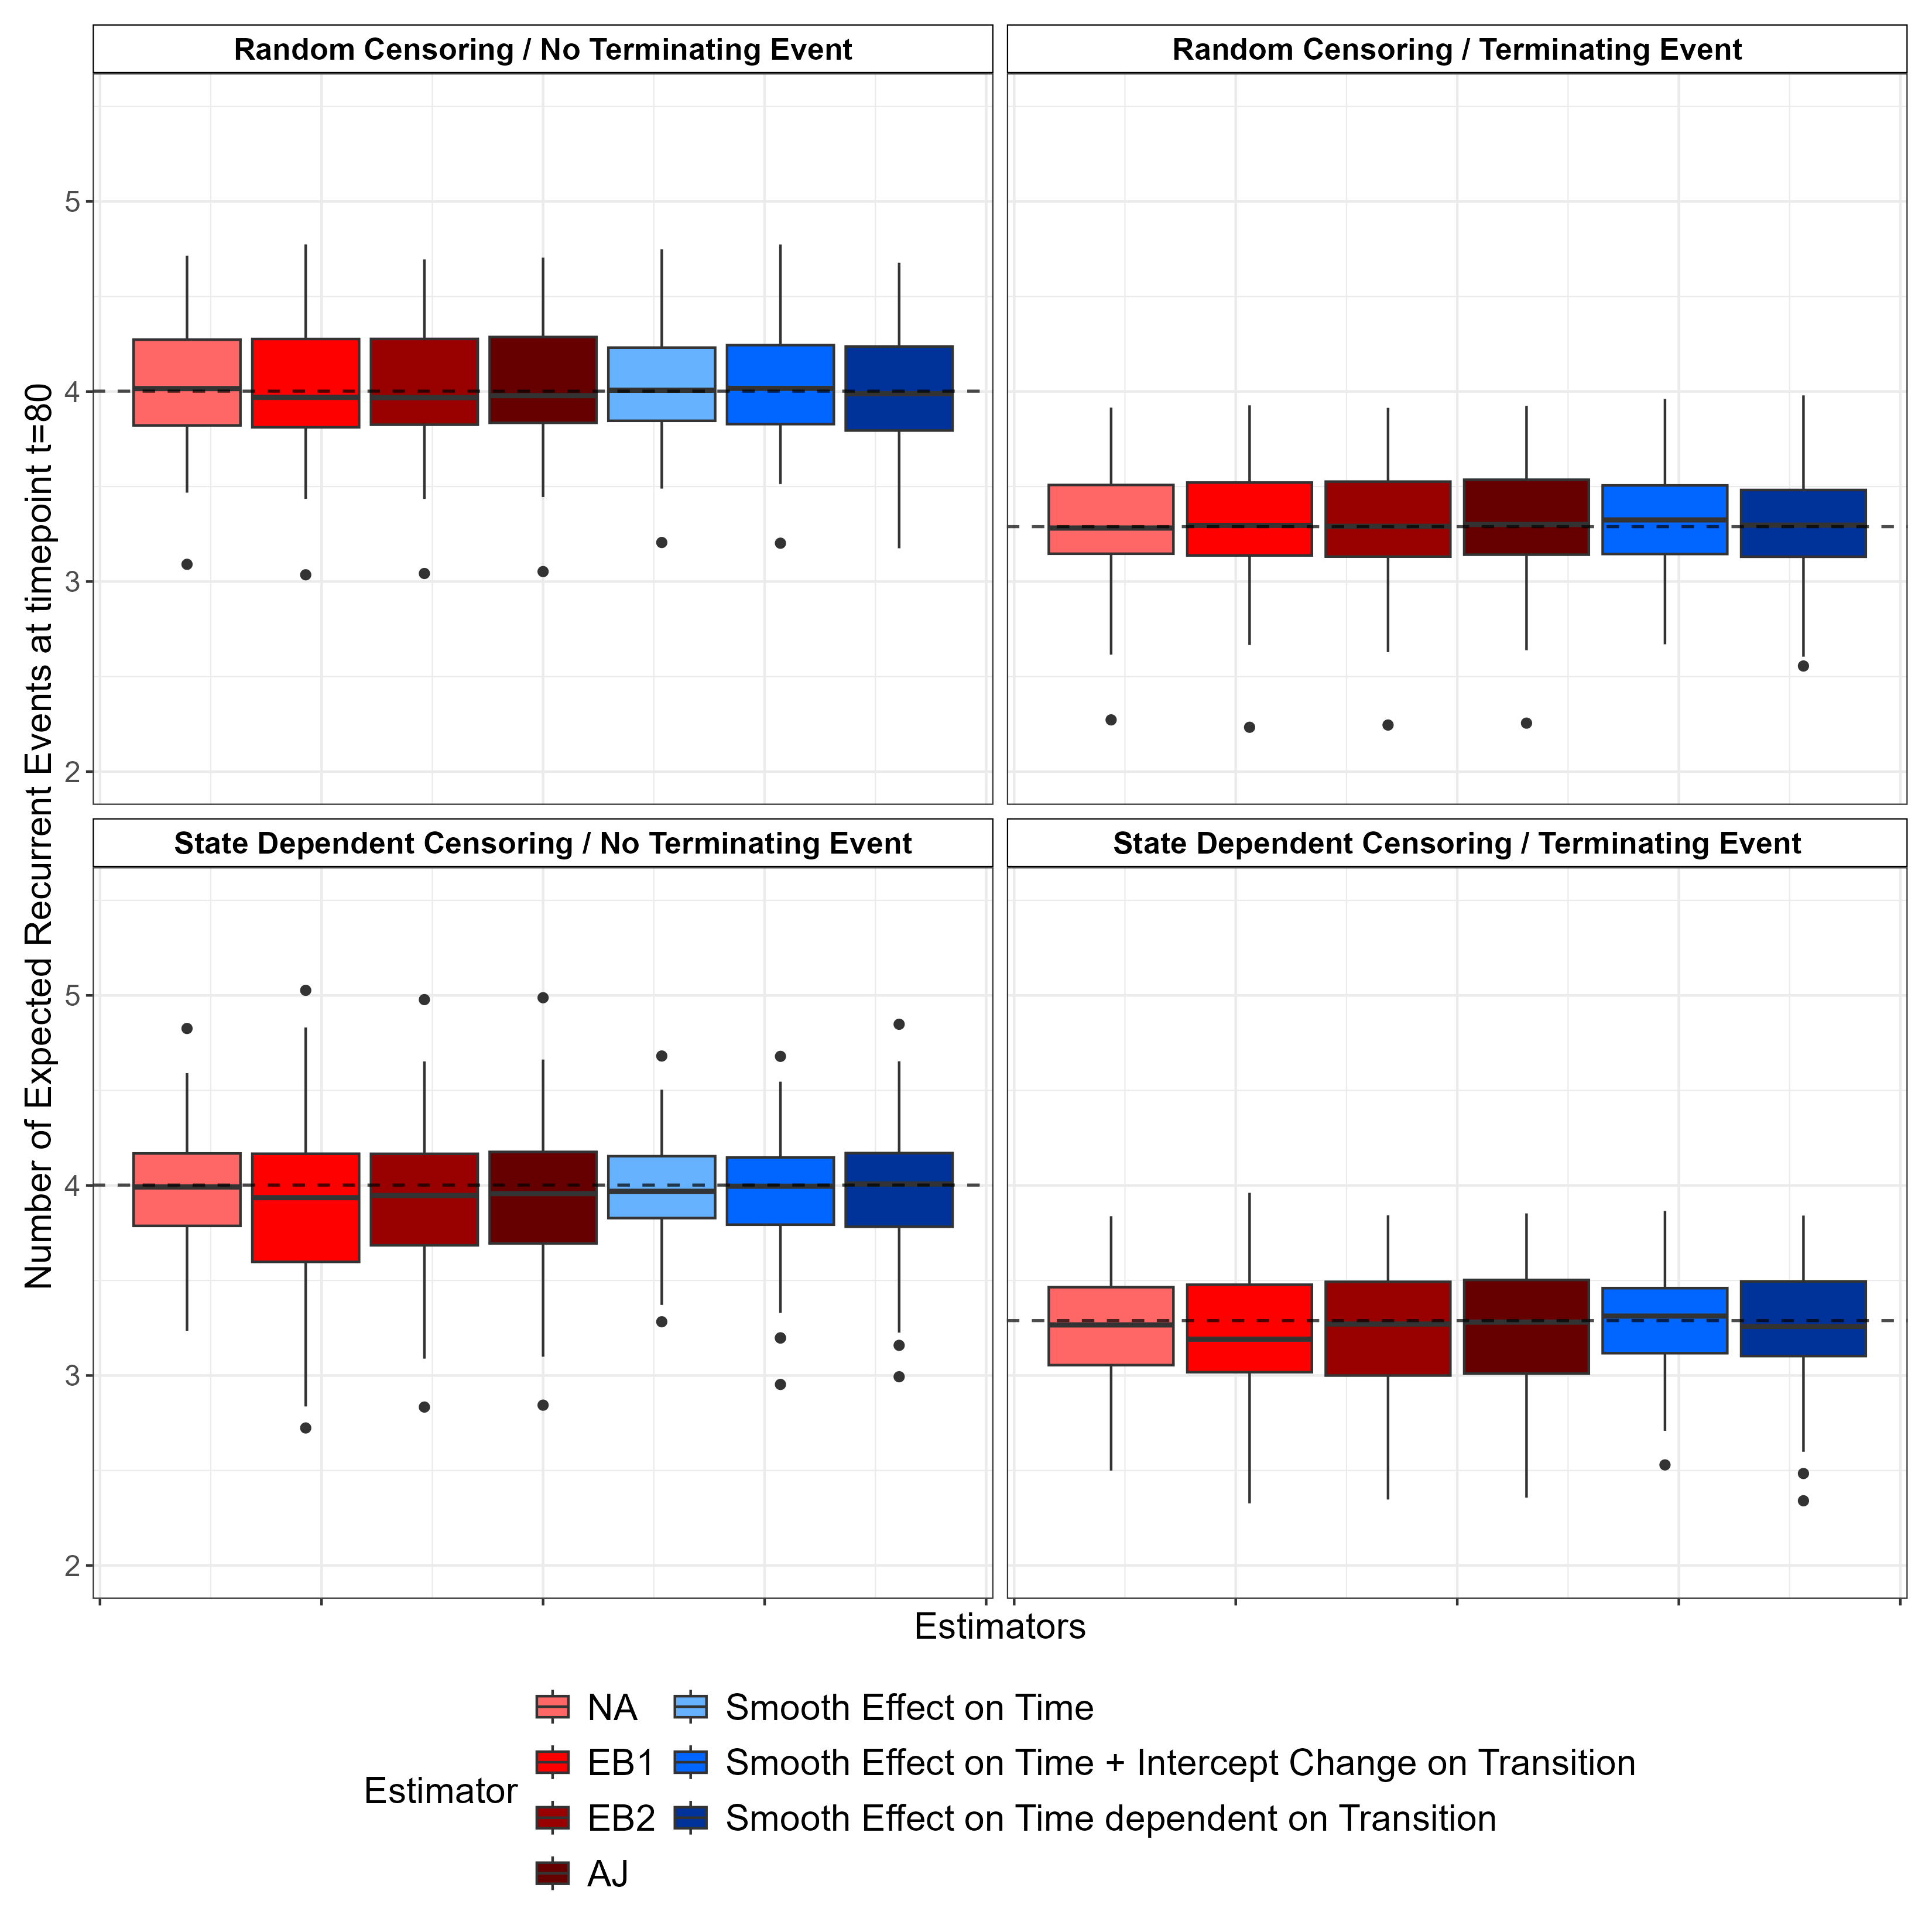 Random Censoring / No Terminating Event
Random Censoring / Terminating Event
5
4
3
2
State Dependent Censoring / No Terminating Event
State Dependent Censoring / Terminating Event
5
4
3
2
Number of Expected Recurrent Events at timepoint t=80
Estimators
Estimator
NA
EB1
EB2
AJ
Smooth Effect on Time
Smooth Effect on Time + Intercept Change on Transition
Smooth Effect on Time dependent on Transition